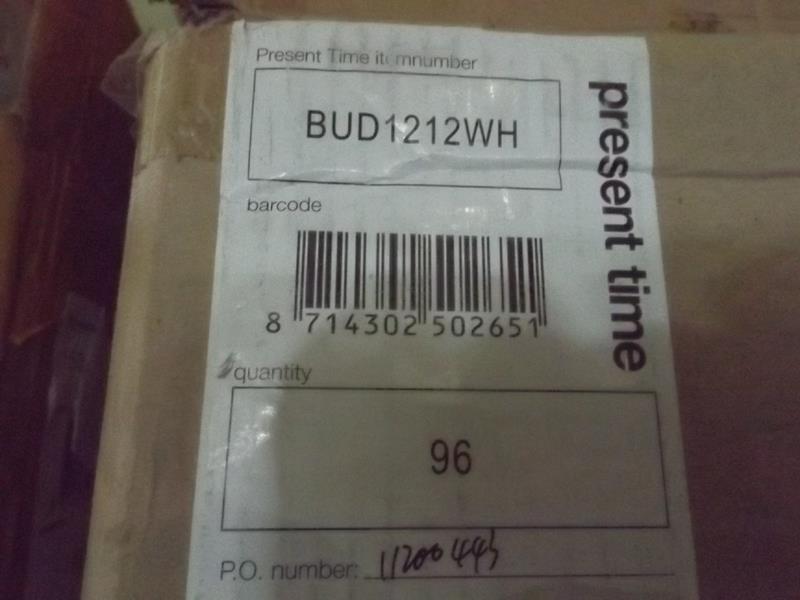 Present Time itemnumber
BUD1212WH
present time
barcode
8 714302 502651
quantity
96
P.O. number: